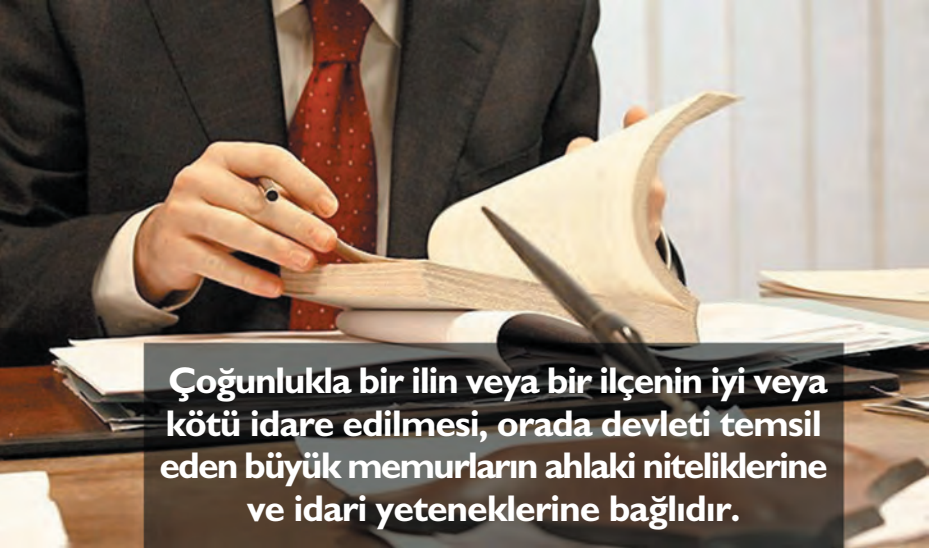 Çoğunlukla bir ilin veya bir ilçenin iyi veya
kötü idare edilmesi, orada devleti temsil
eden büyük memurların ahlaki niteliklerine
ve idari yeteneklerine bağlıdır.